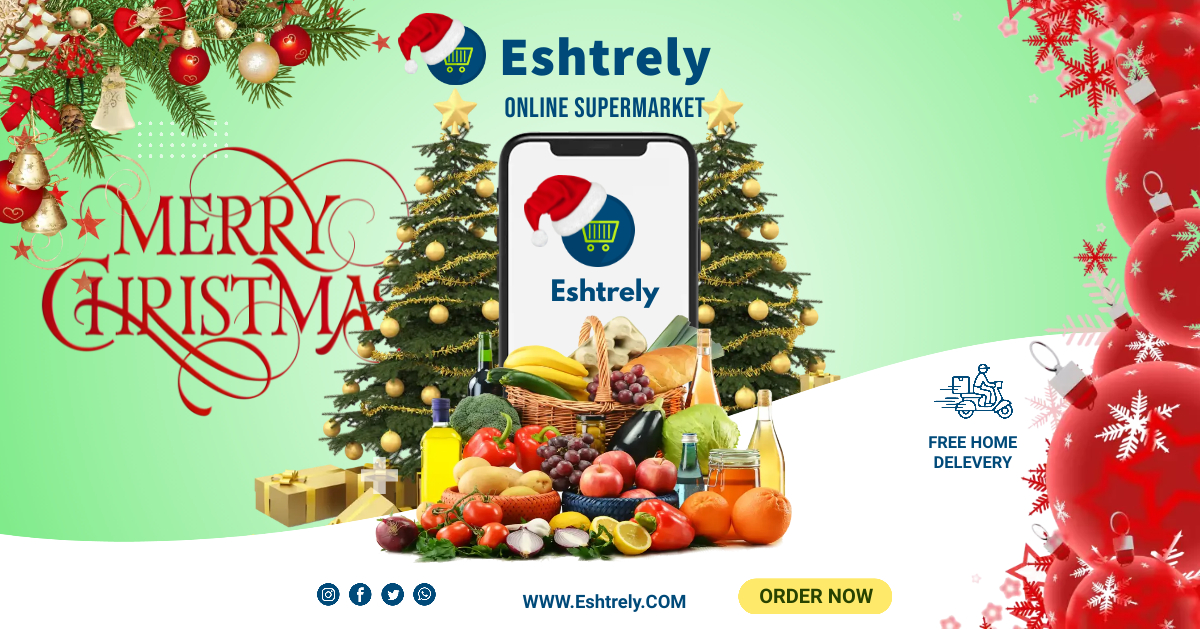 Eshtrely
ONLINE SUPERMARKET
MERRY
CHRISTMAS
Eshtrely
FREE HOME
DELEVERY
WWW.Eshtrely.COM
ORDER NOW